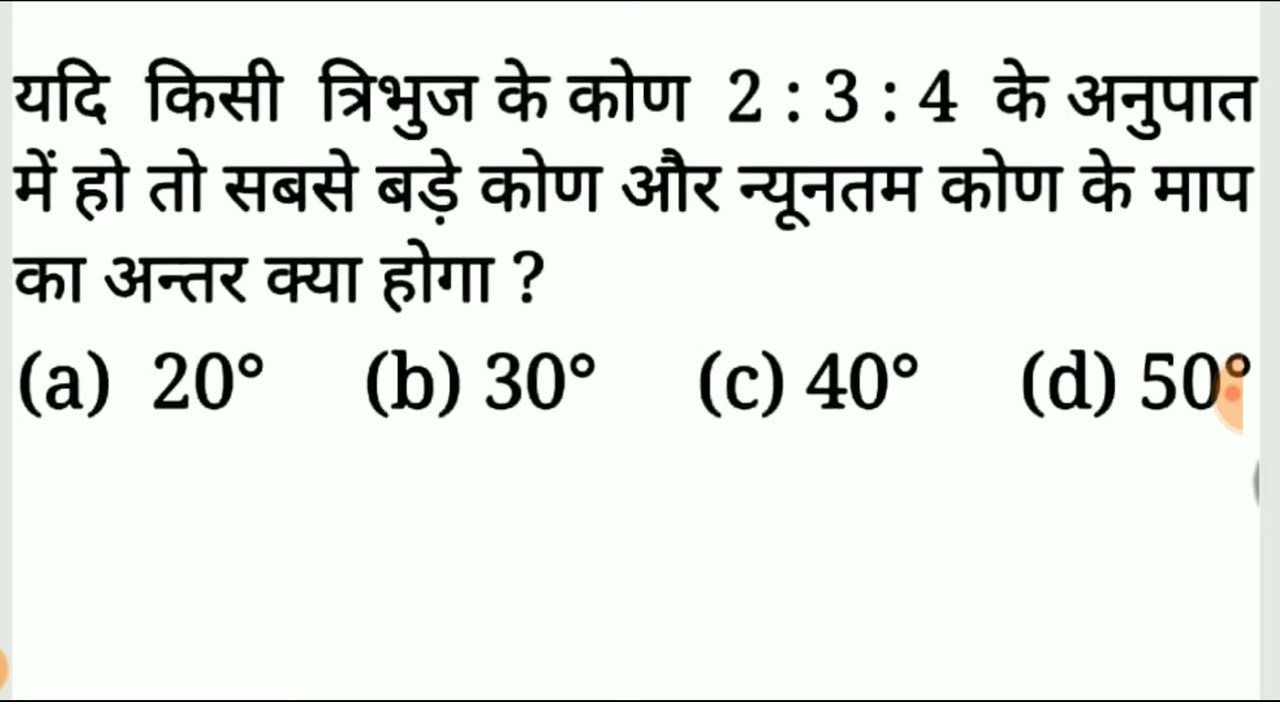 यदि किसी त्रिभुज के कोण 2 : 3 : 4 के अनुपात
में हो तो सबसे बड़े कोण और न्यूनतम कोण के माप
का अन्तर क्या होगा ?
(a) 20° (b) 30° (c) 40° (d) 50°